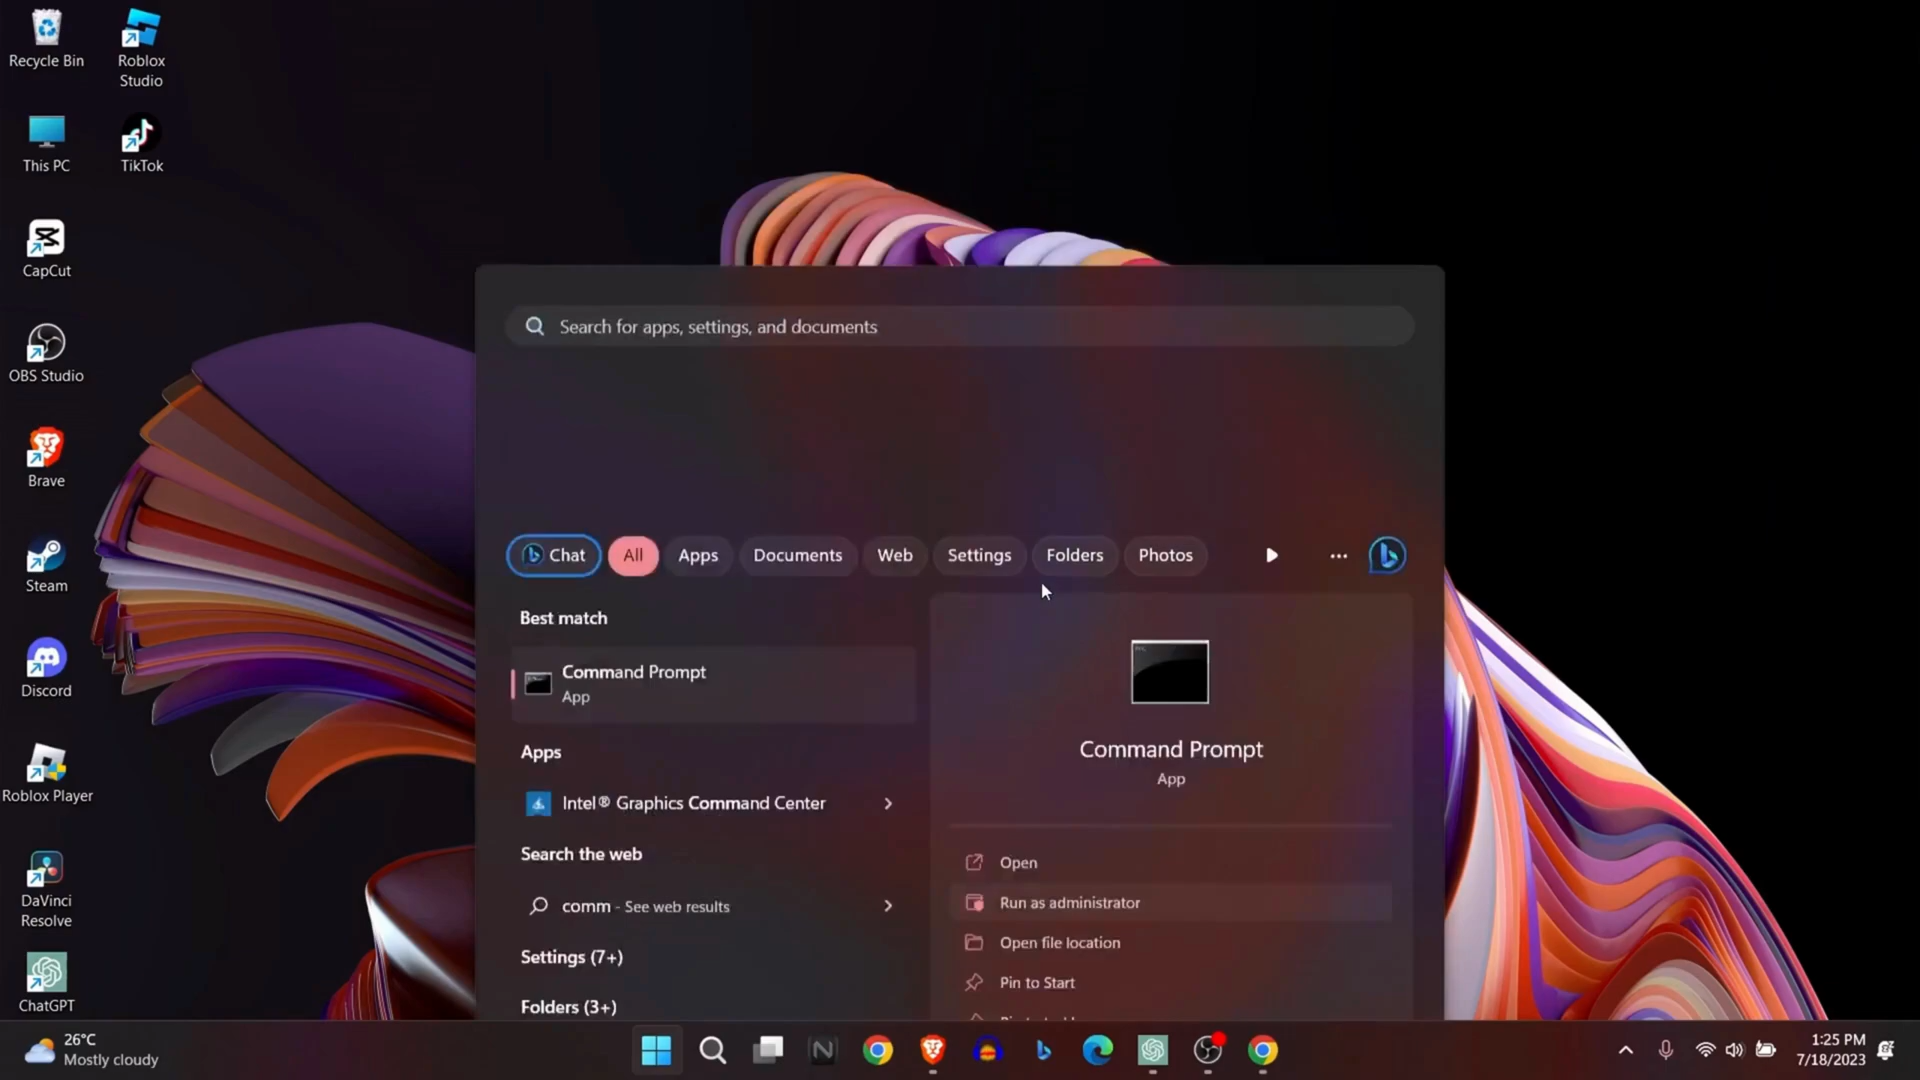 Recycle Bin
Roblox
Studio
This PC
TikTok
CapCut
OBS Studio
Brave
Steam
Discord
Roblox Player
DaVinci
Resolve
ChatGPT
Search for apps, settings, and documents
Chat
All
Apps
Documents
Web
Settings
Folders
Photos
Best match
Command Prompt
App
Apps
Intel® Graphics Command Center
Search the web
comm - See web results
Settings (7+)
Folders (3+)
Command Prompt
App
Open
Run as administrator
Open file location
Pin to Start
26°C
Mostly cloudy
1:25 PM
7/18/2023